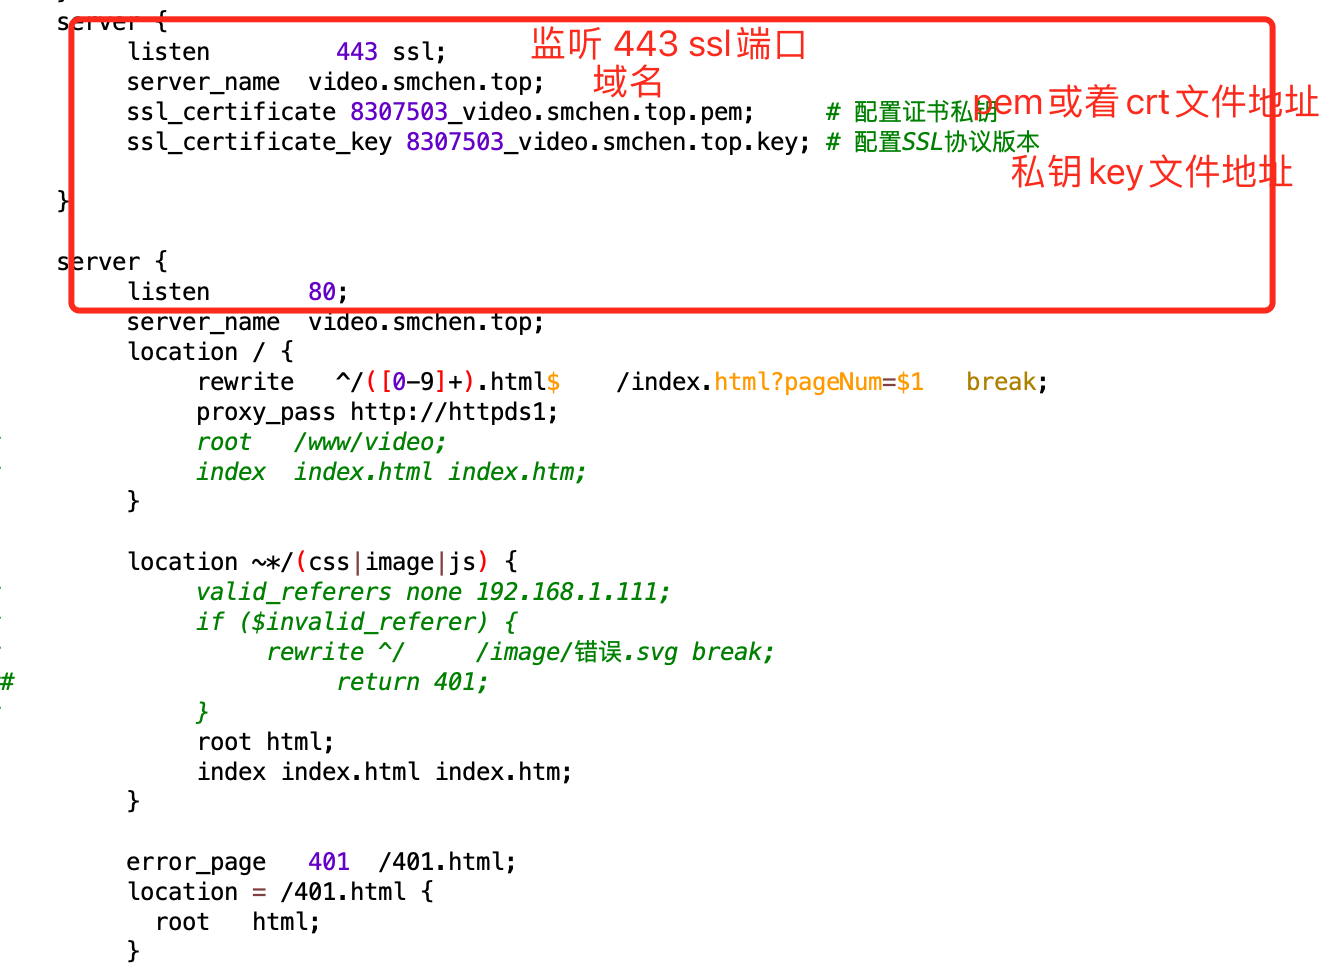 server {
listen 443 ssl; 监听 443 ssl端口
server_name video.smchen.top; 域名
ssl_certificate 8307503_video.smchen.top.pem; # 配置证书私钥 pem或着crt文件地址
ssl_certificate_key 8307503_video.smchen.top.key; # 配置SSL协议版本
私钥key文件地址
}
server {
listen 80;
server_name video.smchen.top;
location / {
rewrite ^/([0-9]+).html$ /index.html?pageNum=$1 break;
proxy_pass http://httpds1;
root /www/video;
index index.html index.htm;
}
location ~*/(css|image|js) {
valid_referers none 192.168.1.111;
if ($invalid_referer) {
rewrite ^/ /image/错误.svg break;
# return 401;
}
root html;
index index.html index.htm;
}
error_page 401 /401.html;
location = /401.html {
root html;
}